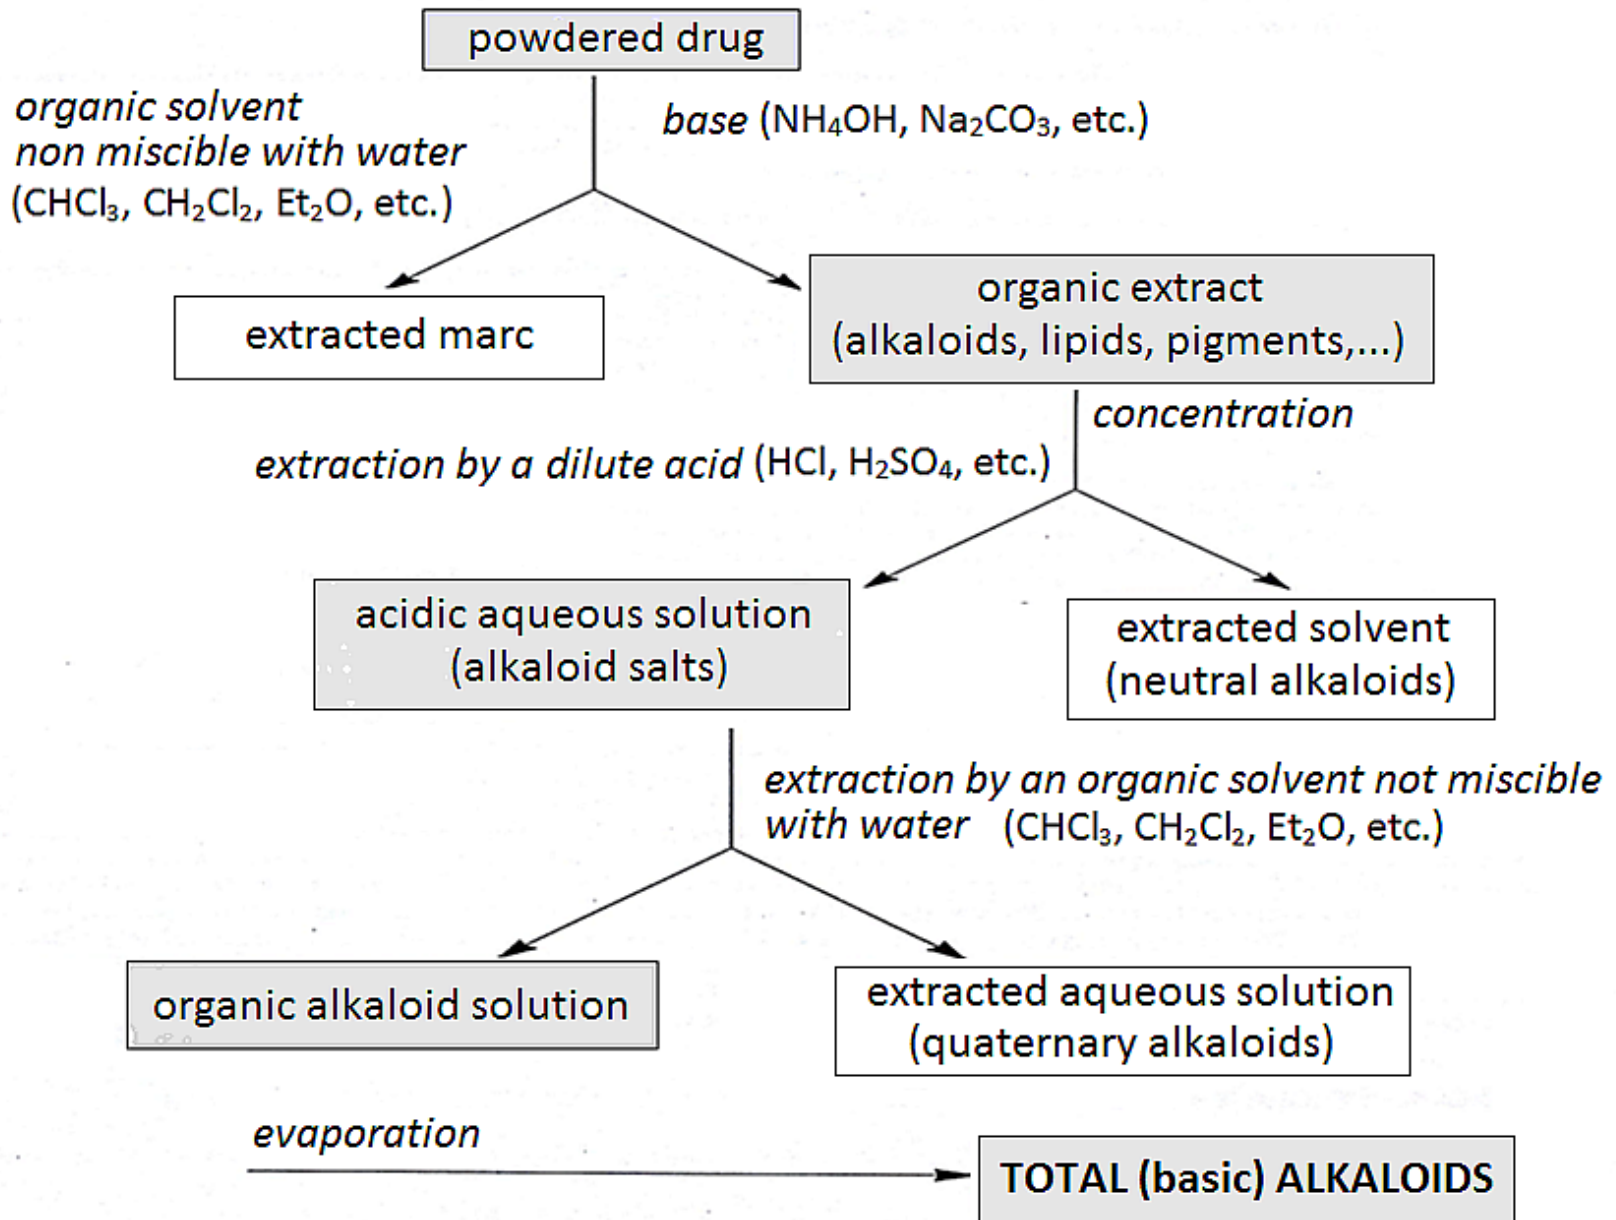 powdered drug
organic solvent
non miscible with water
(CHCl₃, CH₂Cl₂, Et₂O, etc.)
base (NH₄OH, Na₂CO₃, etc.)
extracted marc
organic extract
(alkaloids, lipids, pigments,...)
concentration
extraction by a dilute acid (HCl, H₂SO₄, etc.)
acidic aqueous solution
(alkaloid salts)
extracted solvent
(neutral alkaloids)
extraction by an organic solvent not miscible
with water (CHCl₃, CH₂Cl₂, Et₂O, etc.)
organic alkaloid solution
extracted aqueous solution
(quaternary alkaloids)
evaporation
TOTAL (basic) ALKALOIDS